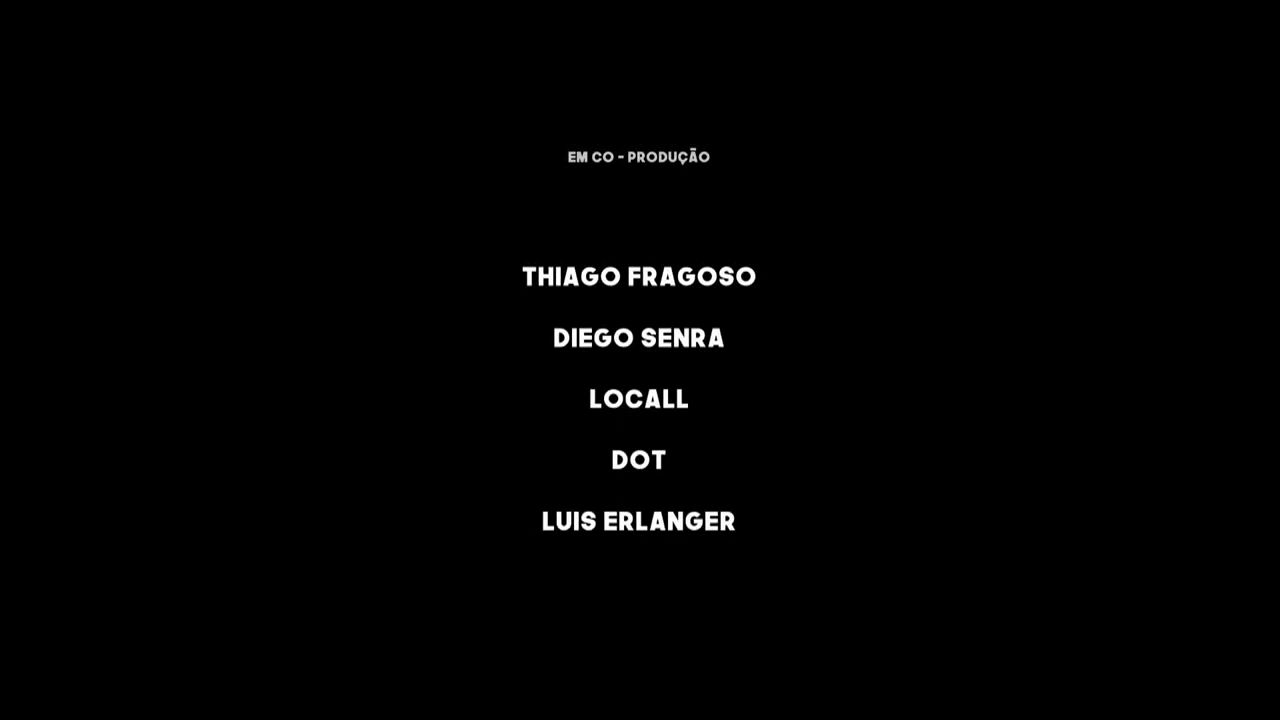 EM CO - PRODUÇÃO
THIAGO FRAGOSO
DIEGO SENRA
LOCALL
DOT
LUIS ERLANGER